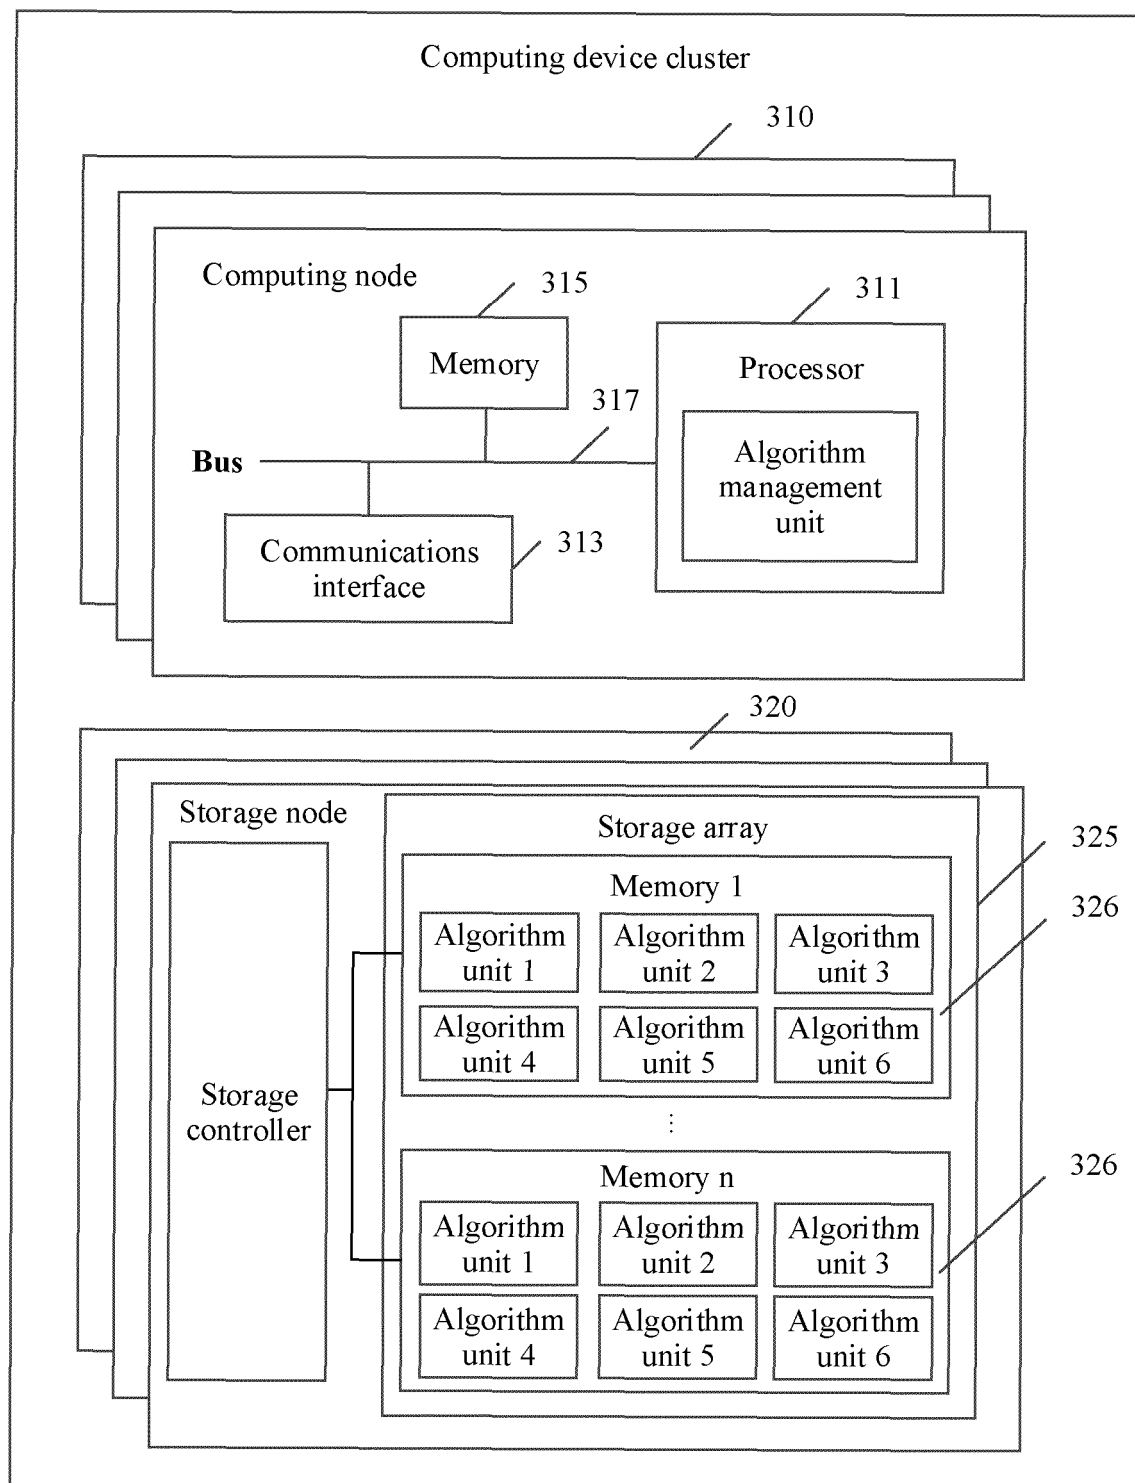 Computing device cluster
310
Computing node
315
311
Memory
Processor
317
Bus
Algorithm
management
unit
Communications
interface
313
320
Storage node
Storage array
325
Memory 1
326
Algorithm
unit 1
Algorithm
unit 2
Algorithm
unit 3
Algorithm
unit 4
Algorithm
unit 5
Algorithm
unit 6
Storage
controller
⋮
Memory n
326
Algorithm
unit 1
Algorithm
unit 2
Algorithm
unit 3
Algorithm
unit 4
Algorithm
unit 5
Algorithm
unit 6